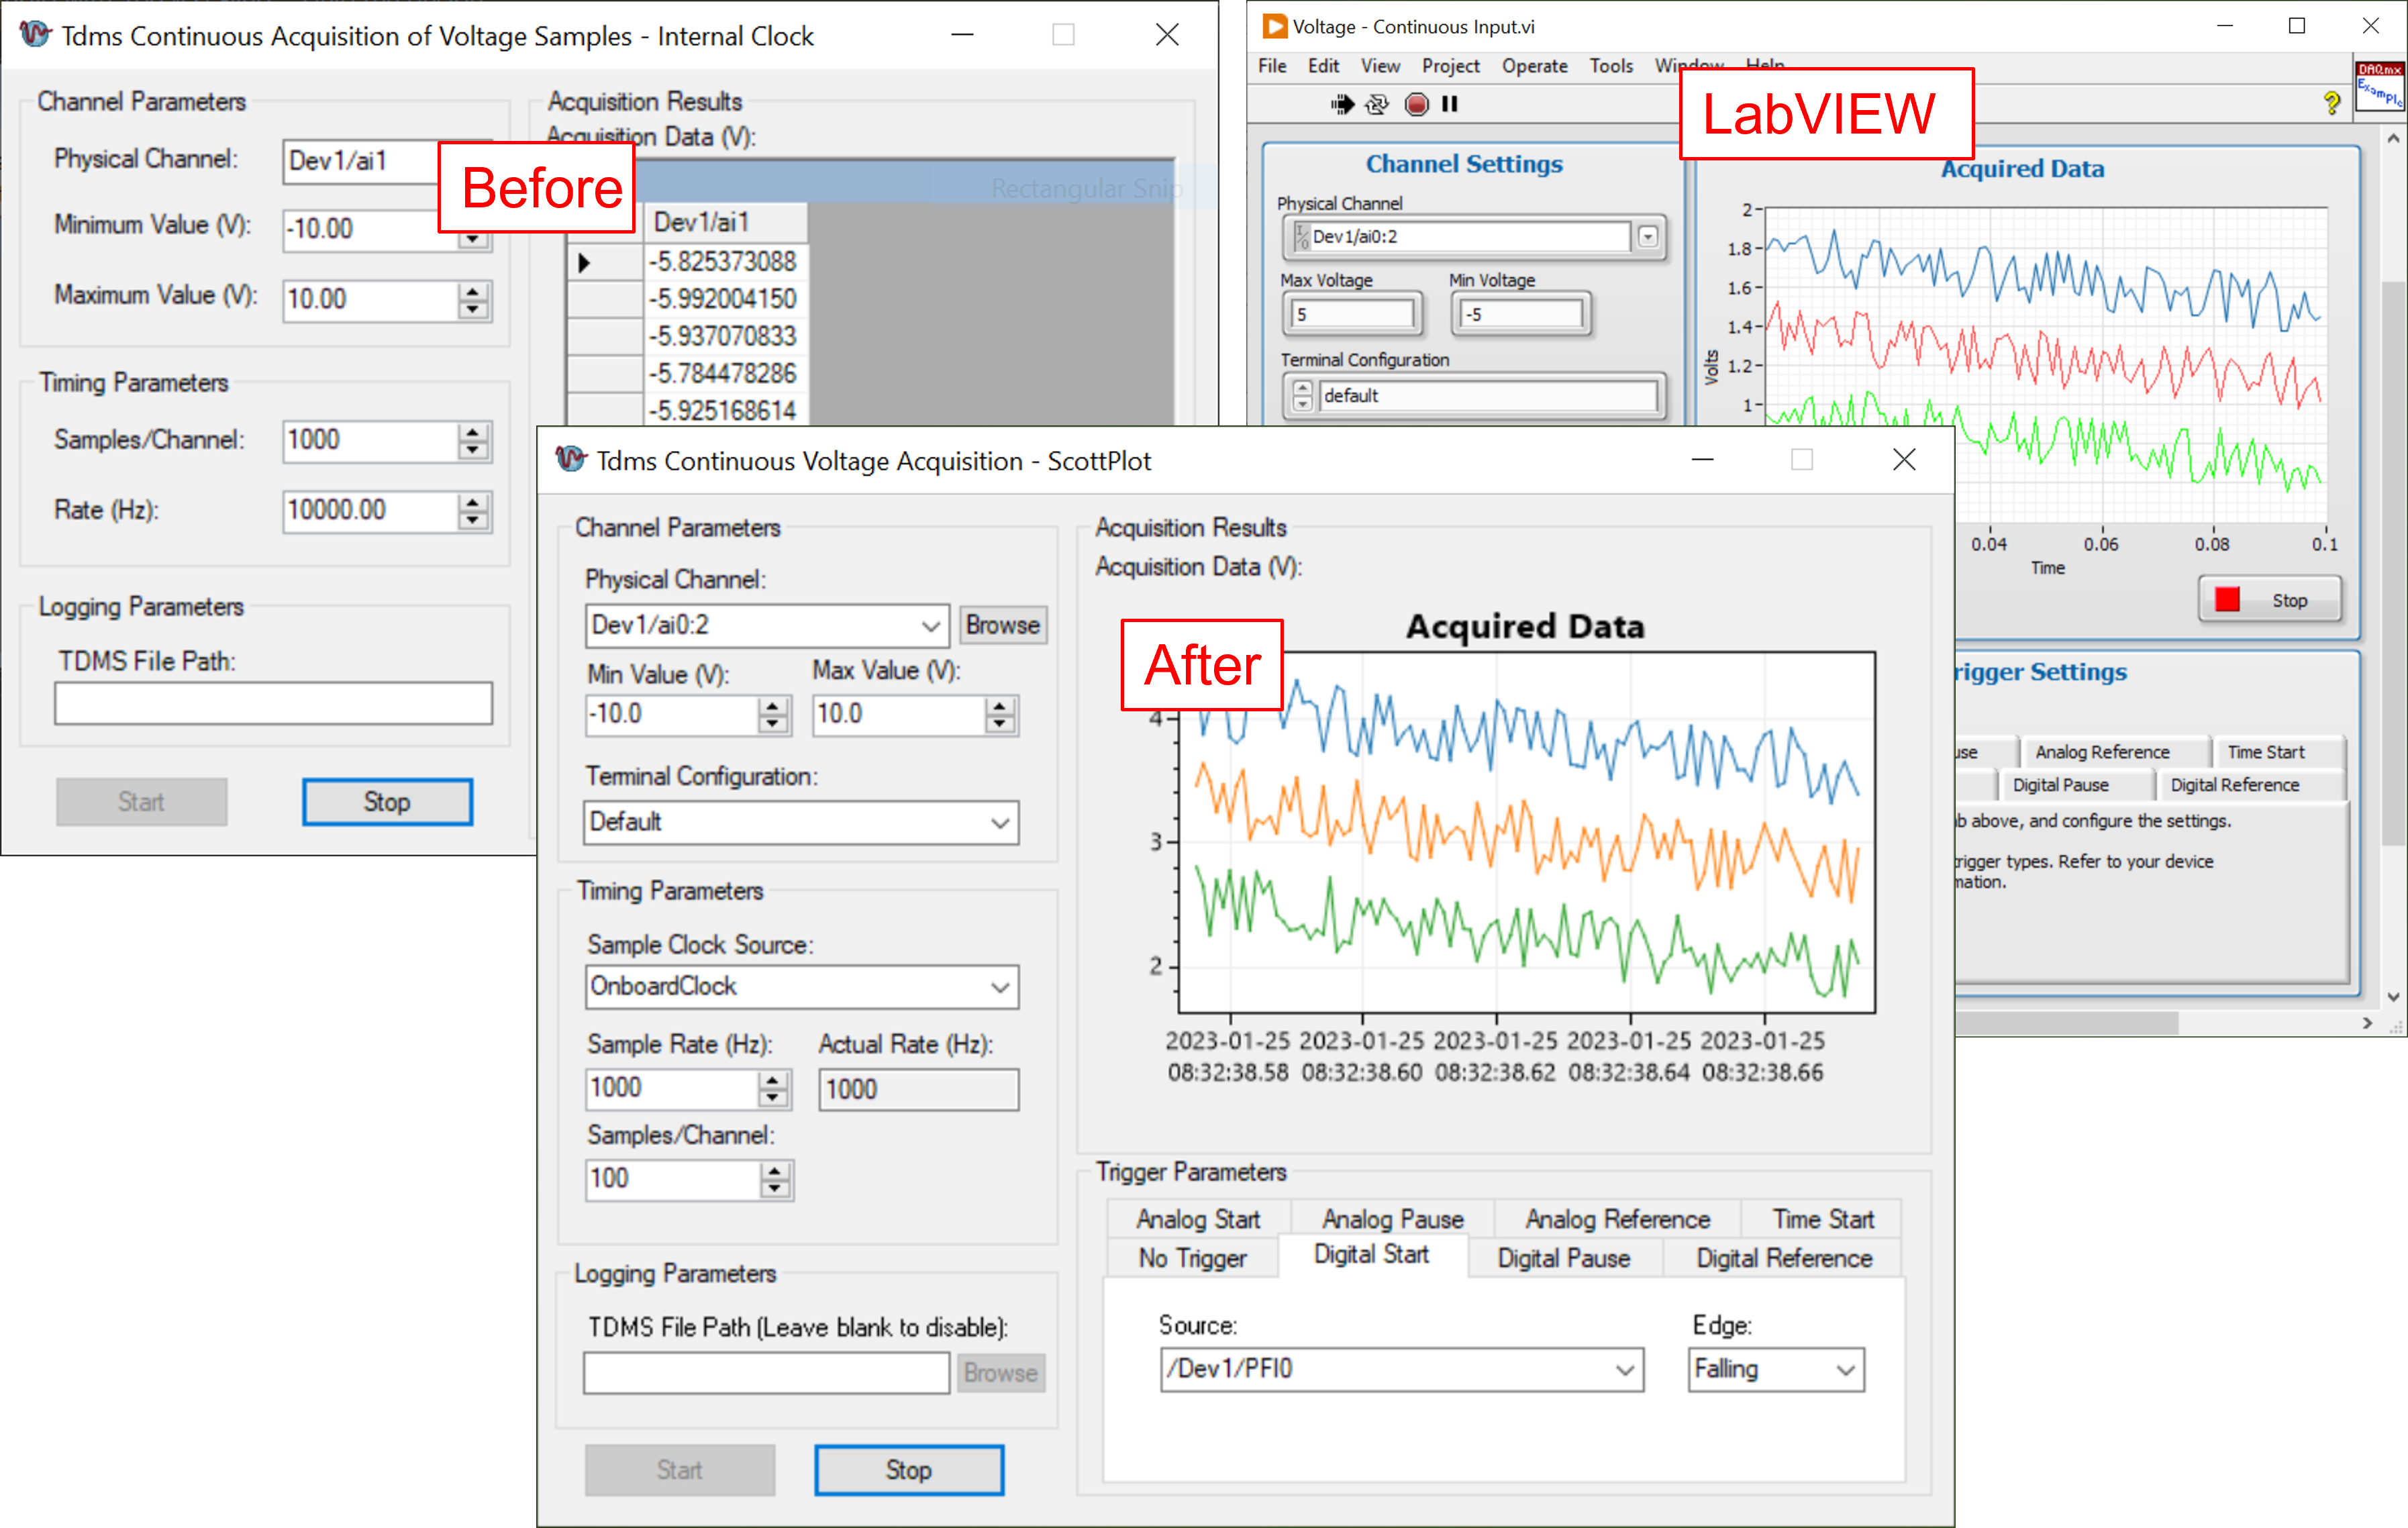 Tdms Continuous Acquisition of Voltage Samples - Internal Clock
Channel Parameters
Physical Channel:
Dev1/ai1
Minimum Value (V):
-10.00
Maximum Value (V):
10.00
Timing Parameters
Samples/Channel:
1000
Rate (Hz):
10000.00
Logging Parameters
TDMS File Path:
Start
Stop
Acquisition Results
Acquisition Data (V):
Rectangular Snip
Before
Dev1/ai1
-5.825373088
-5.992004150
-5.937070833
-5.784478286
-5.925168614
Voltage - Continuous Input.vi
File Edit View Project Operate Tools Window Help
DAQmx
Example
LabVIEW
Channel Settings
Physical Channel
Dev1/ai0:2
Max Voltage
Min Voltage
5
-5
Terminal Configuration
default
Acquired Data
2
1.8
1.6
1.4
1.2
1
Volts
0.04 0.06 0.08 0.1
Time
Stop
rigger Settings
use Analog Reference Time Start
Digital Pause Digital Reference
b above, and configure the settings.
rigger types. Refer to your device
mation.
Tdms Continuous Voltage Acquisition - ScottPlot
Channel Parameters
Physical Channel:
Dev1/ai0:2
Browse
Min Value (V):
Max Value (V):
-10.0
10.0
Terminal Configuration:
Default
Timing Parameters
Sample Clock Source:
OnboardClock
Sample Rate (Hz):
Actual Rate (Hz):
1000
1000
Samples/Channel:
100
Logging Parameters
TDMS File Path (Leave blank to disable):
Browse
Start
Stop
Acquisition Results
Acquisition Data (V):
After
Acquired Data
4
3
2
2023-01-25 2023-01-25 2023-01-25 2023-01-25 2023-01-25
08:32:38.58 08:32:38.60 08:32:38.62 08:32:38.64 08:32:38.66
Trigger Parameters
Analog Start Analog Pause Analog Reference Time Start
No Trigger Digital Start Digital Pause Digital Reference
Source:
Edge:
/Dev1/PFI0
Falling